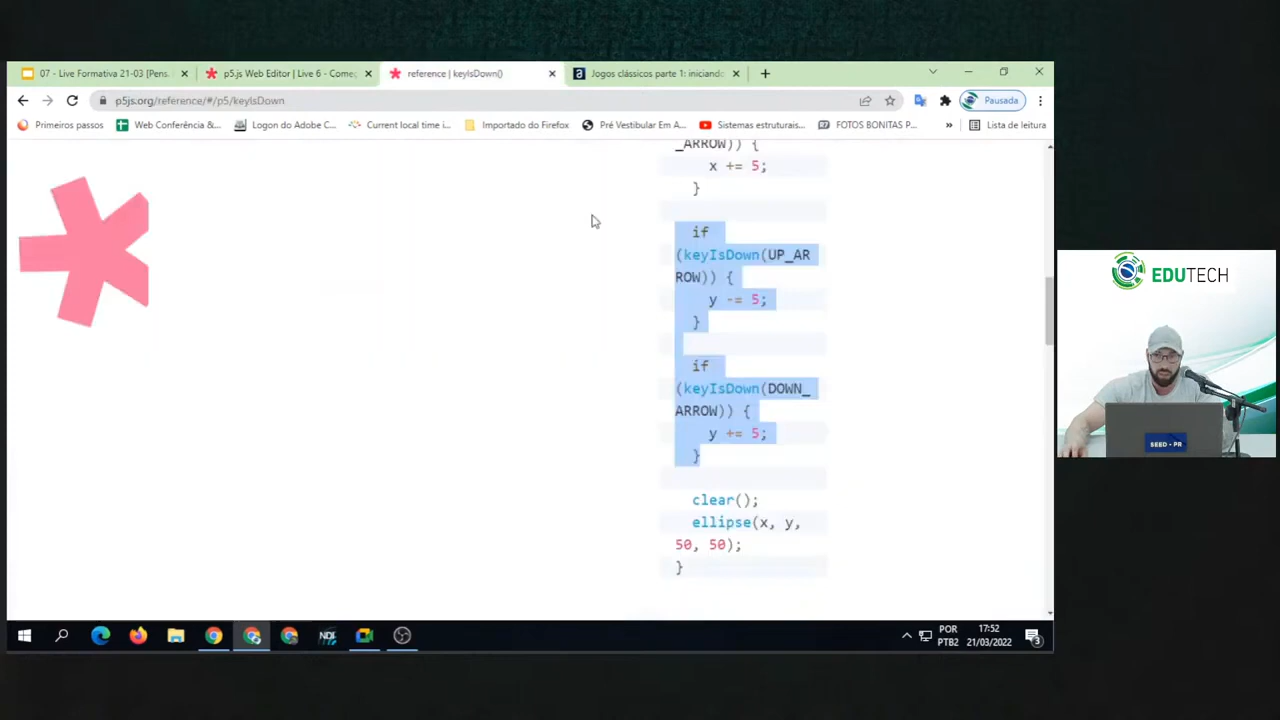 07 - Live Formativa 21-03 [Pens.
p5.js Web Editor | Live 6 - Come
reference | keyIsDown()
Jogos clássicos parte 1: iniciand
p5js.org/reference/#/p5/keyIsDown
Pausada
Primeiros passos
Web Conferência &...
Logon do Adobe C...
Current local time i...
Importado do Firefox
Pré Vestibular Em A...
Sistemas estruturais...
FOTOS BONITAS P...
»
Lista de leitura
_ARROW)) {
x += 5;
}
if
(keyIsDown(UP_AR
ROW)) {
y -= 5;
}
if
(keyIsDown(DOWN_
ARROW)) {
y += 5;
}
clear();
ellipse(x, y,
50, 50);
}
EDUTECH
SEED - PR
NDI
POR
PTB2
17:52
21/03/2022
3